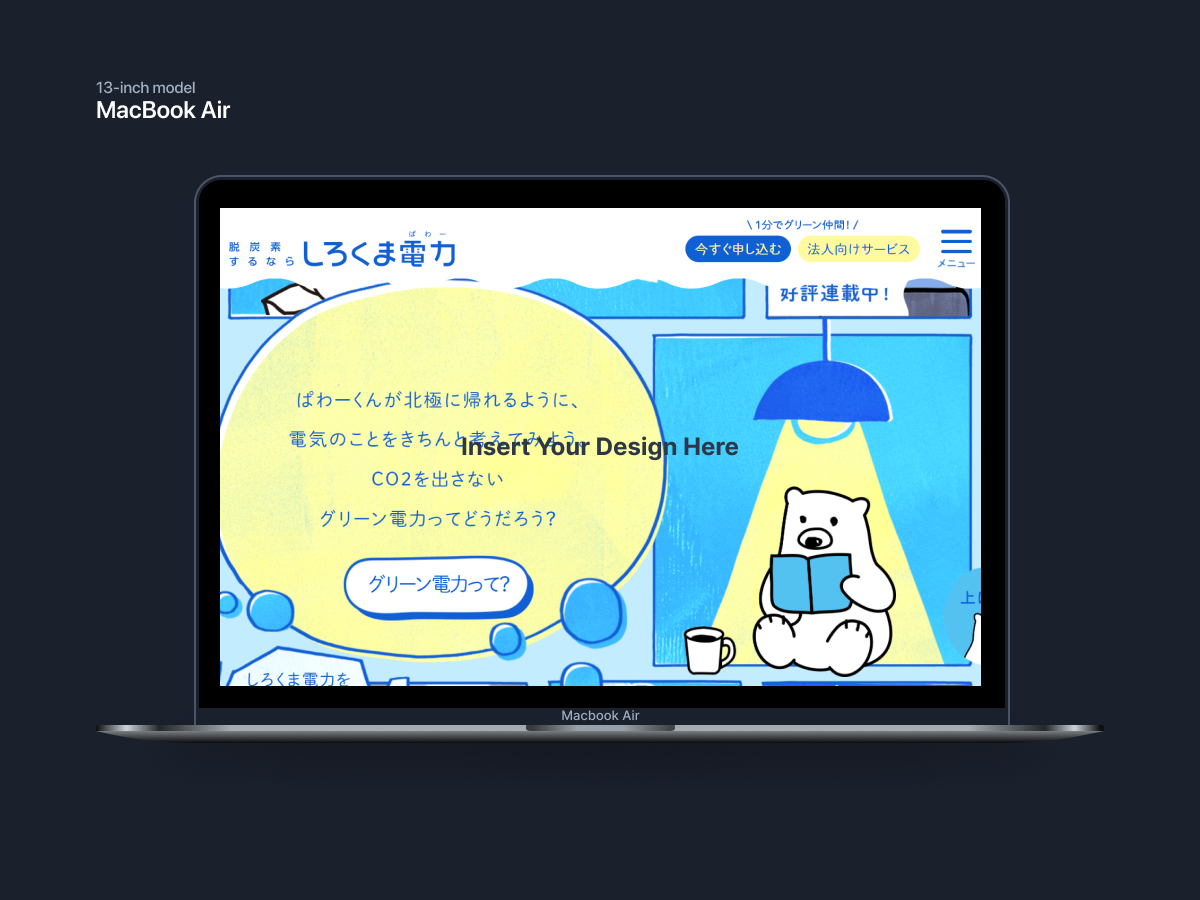 13-inch model
MacBook Air
\ 1分でグリーン仲間! /
脱炭素
するなら
ぱわー
しろくま電力
今すぐ申し込む
法人向けサービス
メニュー
好評連載中!
ぱわーくんが北極に帰れるように、
電気のことをきちんと考えてみよう。
Insert Your Design Here
CO2を出さない
グリーン電力ってどうだろう?
グリーン電力って?
上に
しろくま電力を
Macbook Air